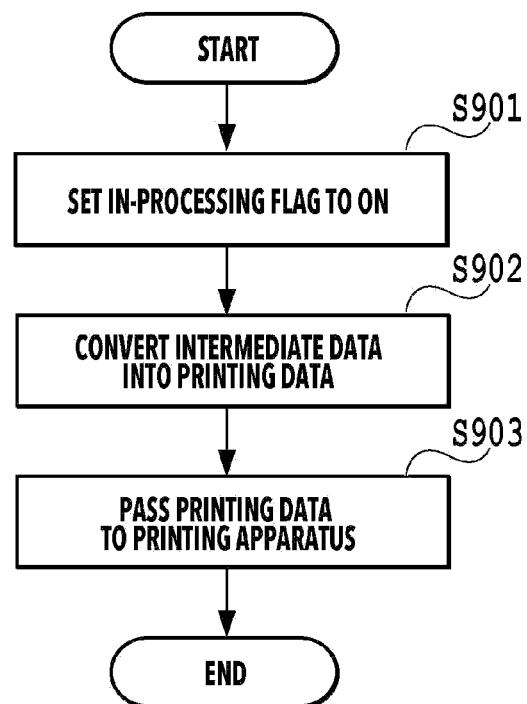 START
S901
SET IN-PROCESSING FLAG TO ON
S902
CONVERT INTERMEDIATE DATA
INTO PRINTING DATA
S903
PASS PRINTING DATA
TO PRINTING APPARATUS
END